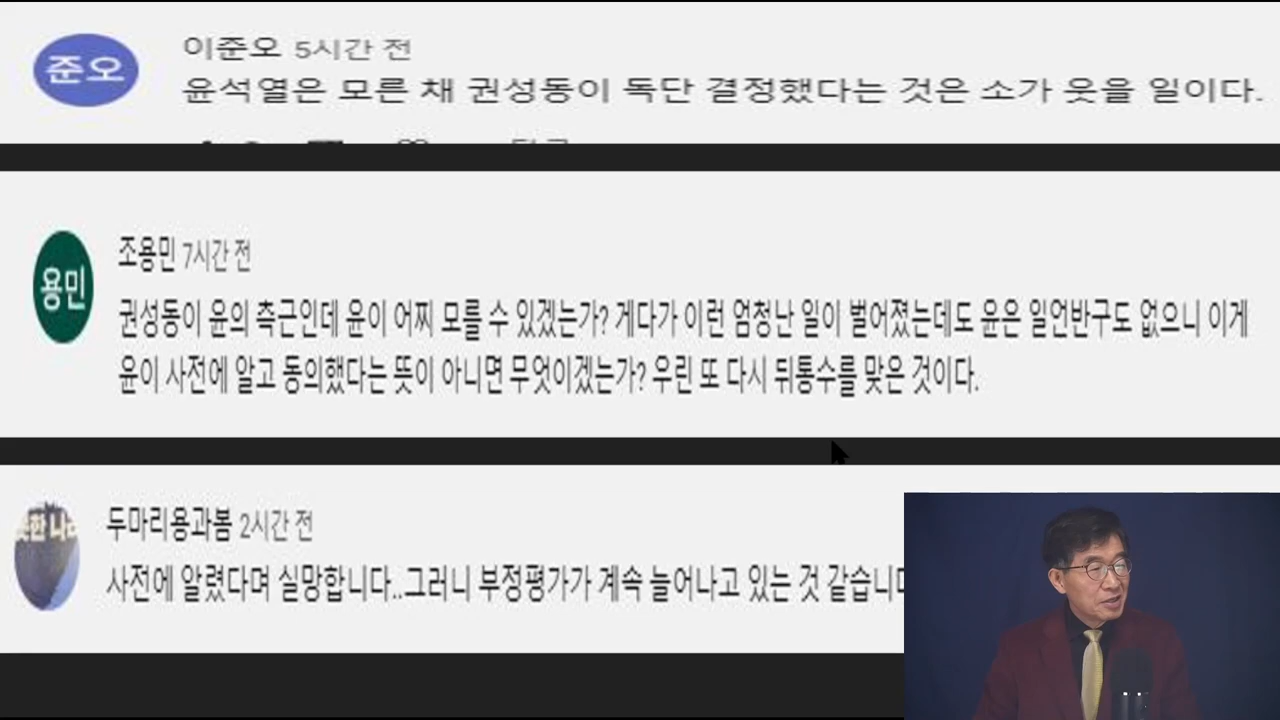 준오
이준오 5시간 전
윤석열은 모른 채 권성동이 독단 결정했다는 것은 소가 웃을 일이다.
용민
조용민 7시간 전
권성동이 윤의 측근인데 윤이 어찌 모를 수 있겠는가? 게다가 이런 엄청난 일이 벌어졌는데도 윤은 일언반구도 없으니 이게
윤이 사전에 알고 동의했다는 뜻이 아니면 무엇이겠는가? 우린 또 다시 뒤통수를 맞은 것이다.
두마리용과봄 2시간 전
사전에 알렸다며 실망합니다..그러니 부정평가가 계속 늘어나고 있는 것 같습니다